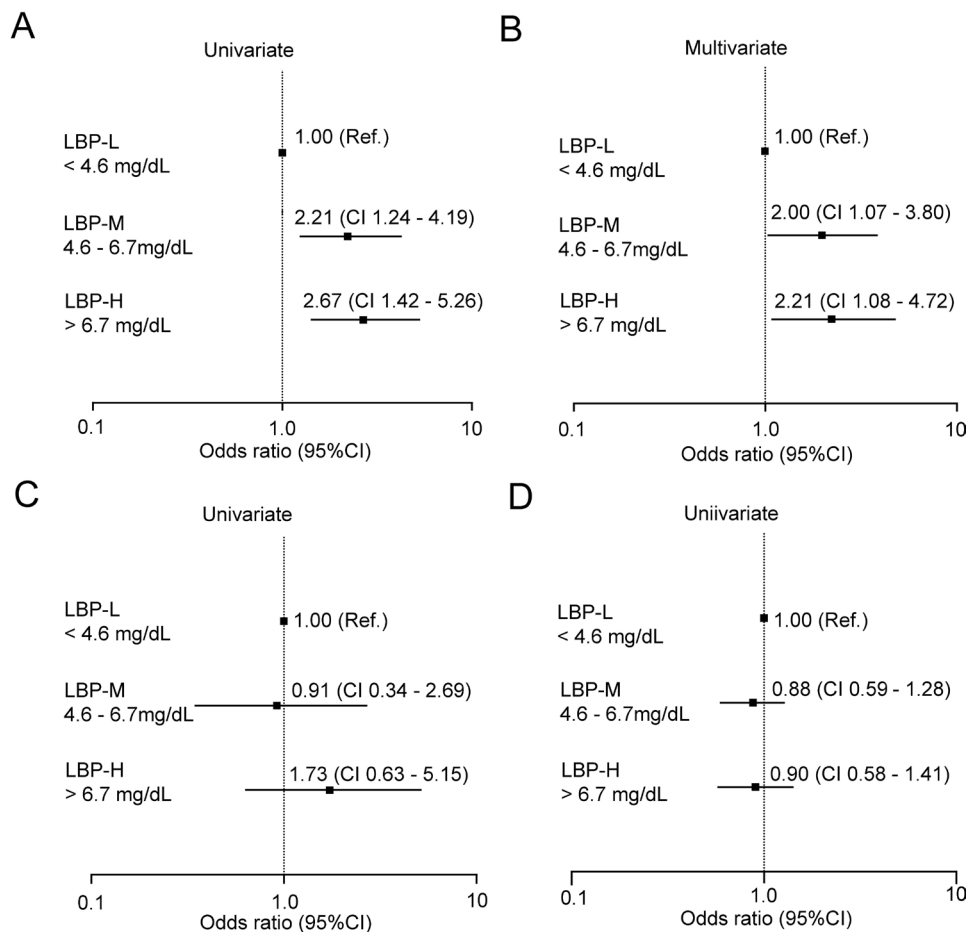 A
Univariate
LBP-L
< 4.6 mg/dL
1.00 (Ref.)
LBP-M
4.6 - 6.7mg/dL
2.21 (CI 1.24 - 4.19)
LBP-H
> 6.7 mg/dL
2.67 (CI 1.42 - 5.26)
0.1
1.0
10
Odds ratio (95%CI)
B
Multivariate
LBP-L
< 4.6 mg/dL
1.00 (Ref.)
LBP-M
4.6 - 6.7mg/dL
2.00 (CI 1.07 - 3.80)
LBP-H
> 6.7 mg/dL
2.21 (CI 1.08 - 4.72)
0.1
1.0
10
Odds ratio (95%CI)
C
Univariate
LBP-L
< 4.6 mg/dL
1.00 (Ref.)
LBP-M
4.6 - 6.7mg/dL
0.91 (CI 0.34 - 2.69)
LBP-H
> 6.7 mg/dL
1.73 (CI 0.63 - 5.15)
0.1
1.0
10
Odds ratio (95%CI)
D
Uniivariate
LBP-L
< 4.6 mg/dL
1.00 (Ref.)
LBP-M
4.6 - 6.7mg/dL
0.88 (CI 0.59 - 1.28)
LBP-H
> 6.7 mg/dL
0.90 (CI 0.58 - 1.41)
0.1
1.0
10
Odds ratio (95%CI)